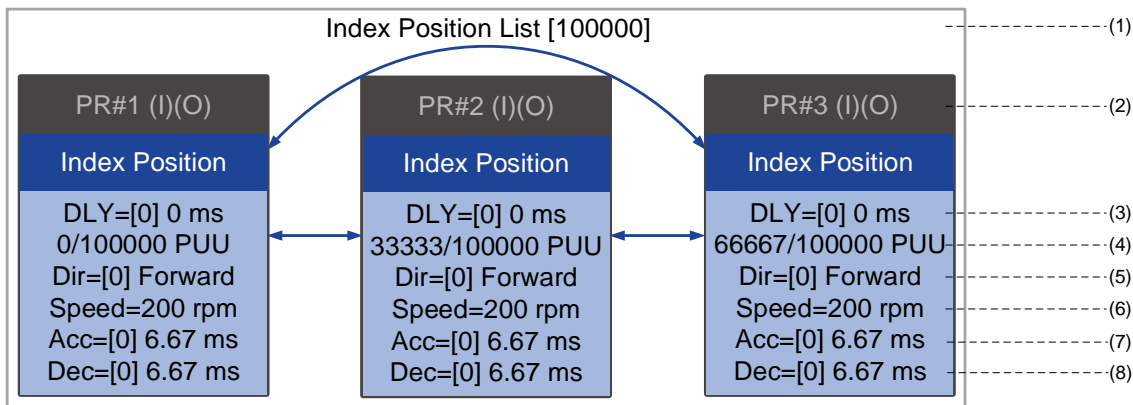 Index Position List [100000]
(1)
PR#1 (I)(O)
Index Position
DLY=[0] 0 ms
0/100000 PUU
Dir=[0] Forward
Speed=200 rpm
Acc=[0] 6.67 ms
Dec=[0] 6.67 ms
PR#2 (I)(O)
Index Position
DLY=[0] 0 ms
33333/100000 PUU
Dir=[0] Forward
Speed=200 rpm
Acc=[0] 6.67 ms
Dec=[0] 6.67 ms
PR#3 (I)(O)
Index Position
DLY=[0] 0 ms
66667/100000 PUU
Dir=[0] Forward
Speed=200 rpm
Acc=[0] 6.67 ms
Dec=[0] 6.67 ms
(2)
(3)
(4)
(5)
(6)
(7)
(8)